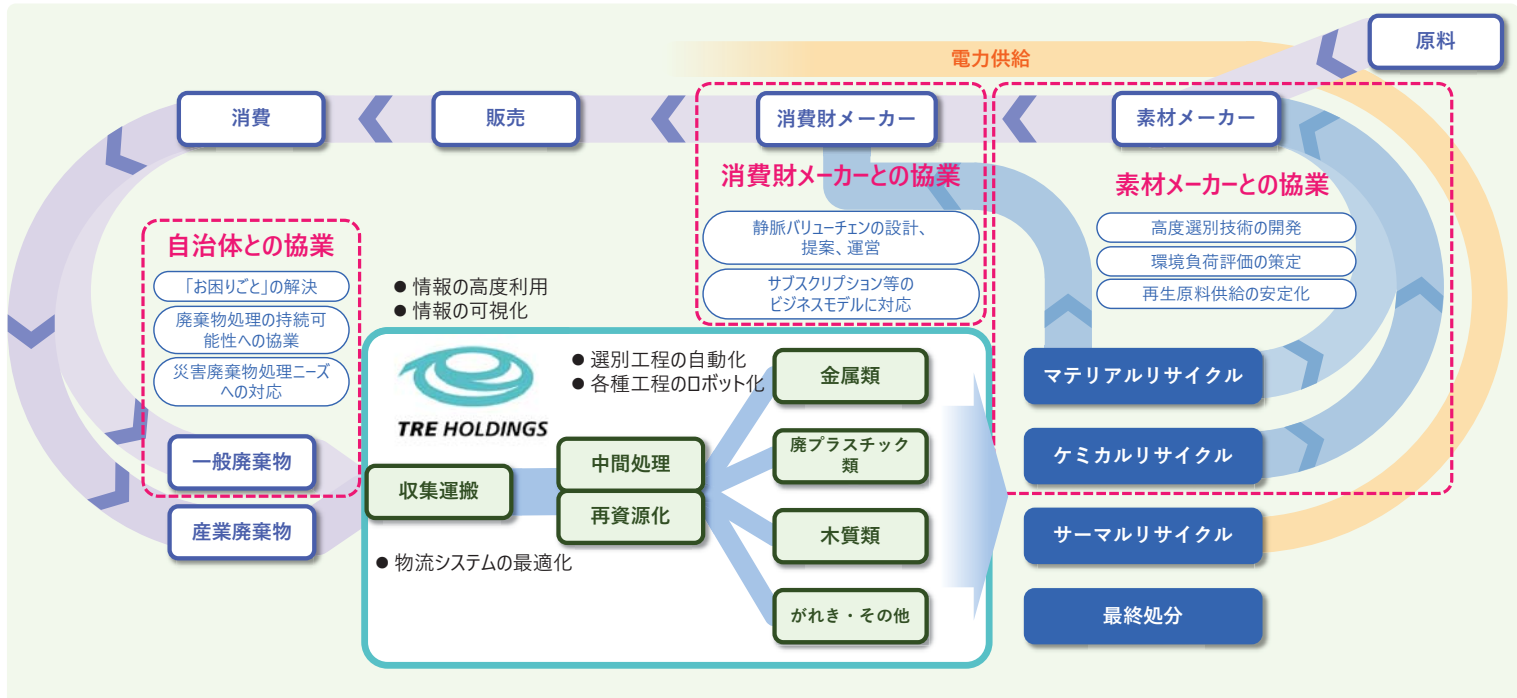 原料
電力供給
消費
販売
消費財メーカー
素材メーカー
消費財メーカーとの協業
静脈バリューチェンの設計、
提案、運営
サブスクリプション等の
ビジネスモデルに対応
素材メーカーとの協業
高度選別技術の開発
環境負荷評価の策定
再生原料供給の安定化
自治体との協業
「お困りごと」の解決
廃棄物処理の持続可
能性への協業
災害廃棄物処理ニーズ
への対応
一般廃棄物
産業廃棄物
● 情報の高度利用
● 情報の可視化
TRE HOLDINGS
● 選別工程の自動化
● 各種工程のロボット化
収集運搬
中間処理
再資源化
● 物流システムの最適化
金属類
廃プラスチック
類
木質類
がれき・その他
マテリアルリサイクル
ケミカルリサイクル
サーマルリサイクル
最終処分